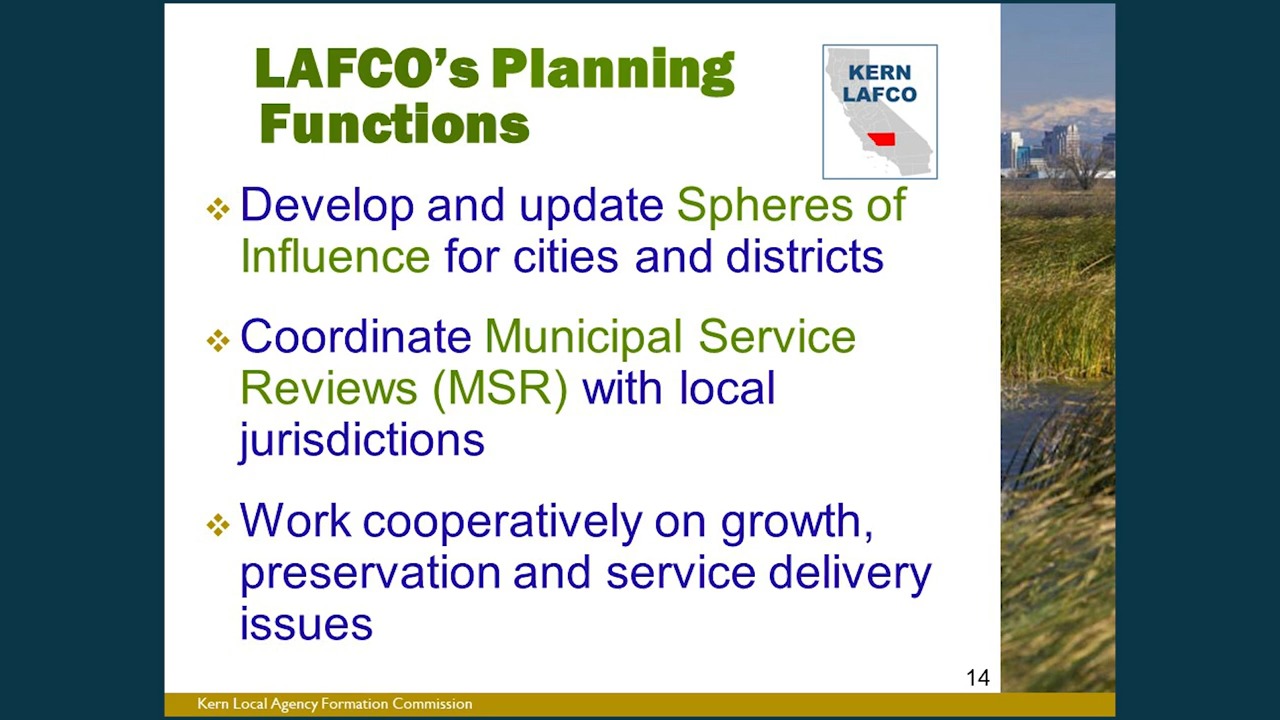 LAFCO's Planning
Functions
KERN
LAFCO
❖ Develop and update Spheres of
Influence for cities and districts
❖ Coordinate Municipal Service
Reviews (MSR) with local
jurisdictions
❖ Work cooperatively on growth,
preservation and service delivery
issues
14
Kern Local Agency Formation Commission